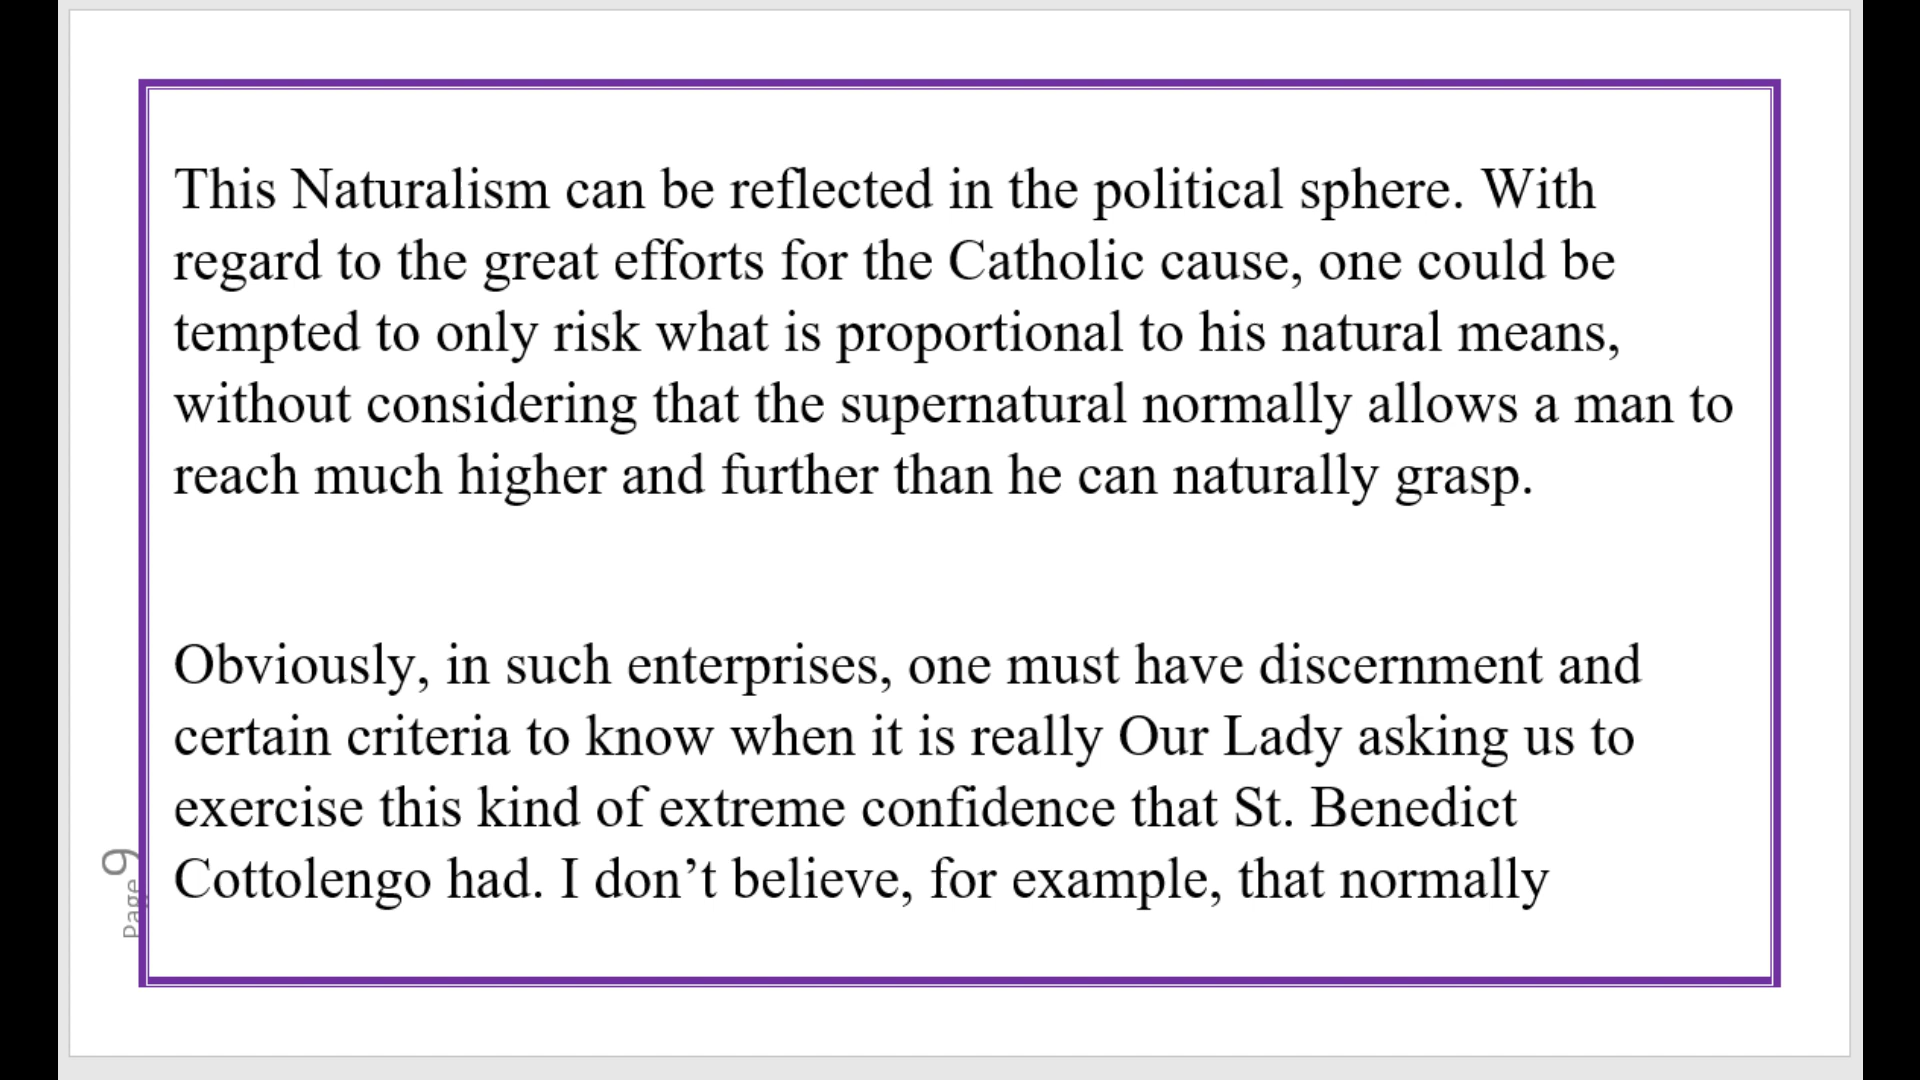 This Naturalism can be reflected in the political sphere. With
regard to the great efforts for the Catholic cause, one could be
tempted to only risk what is proportional to his natural means,
without considering that the supernatural normally allows a man to
reach much higher and further than he can naturally grasp.
Obviously, in such enterprises, one must have discernment and
certain criteria to know when it is really Our Lady asking us to
exercise this kind of extreme confidence that St. Benedict
Cottolengo had. I don’t believe, for example, that normally
Page 9